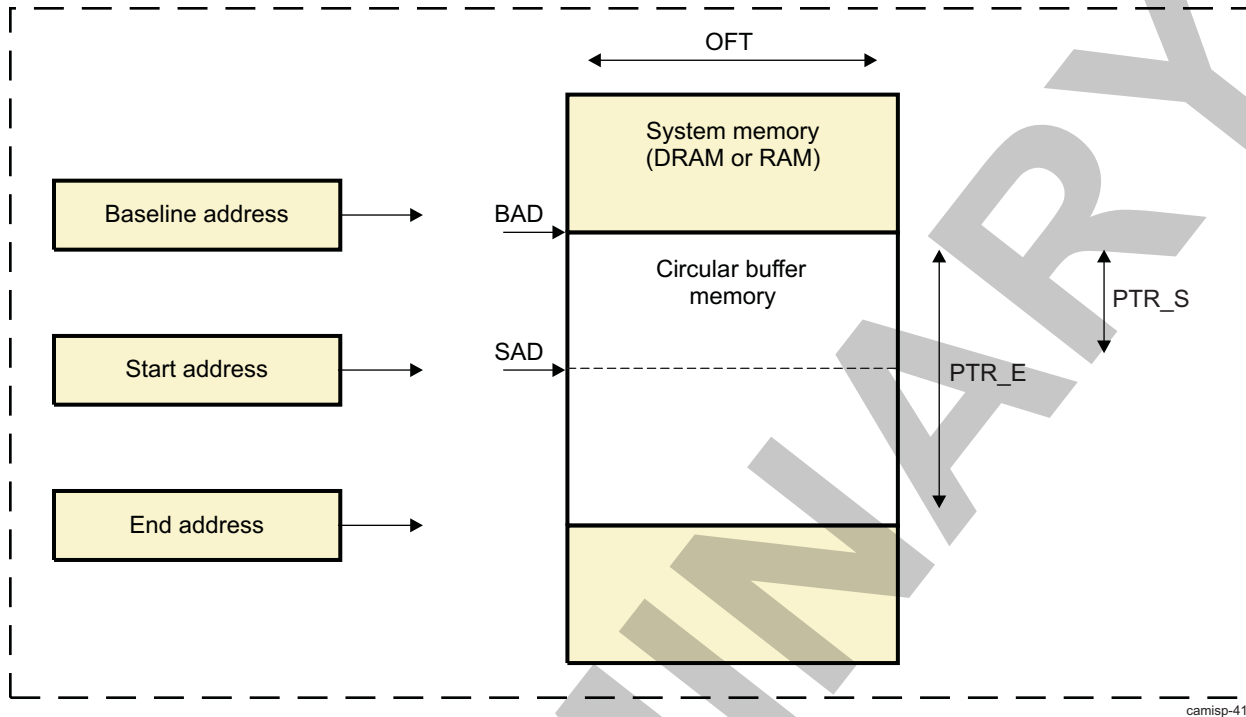 OFT
System memory
(DRAM or RAM)
Baseline address
BAD
Circular buffer
memory
PTR_S
SAD
Start address
PTR_E
End address
INARY
camisp-41